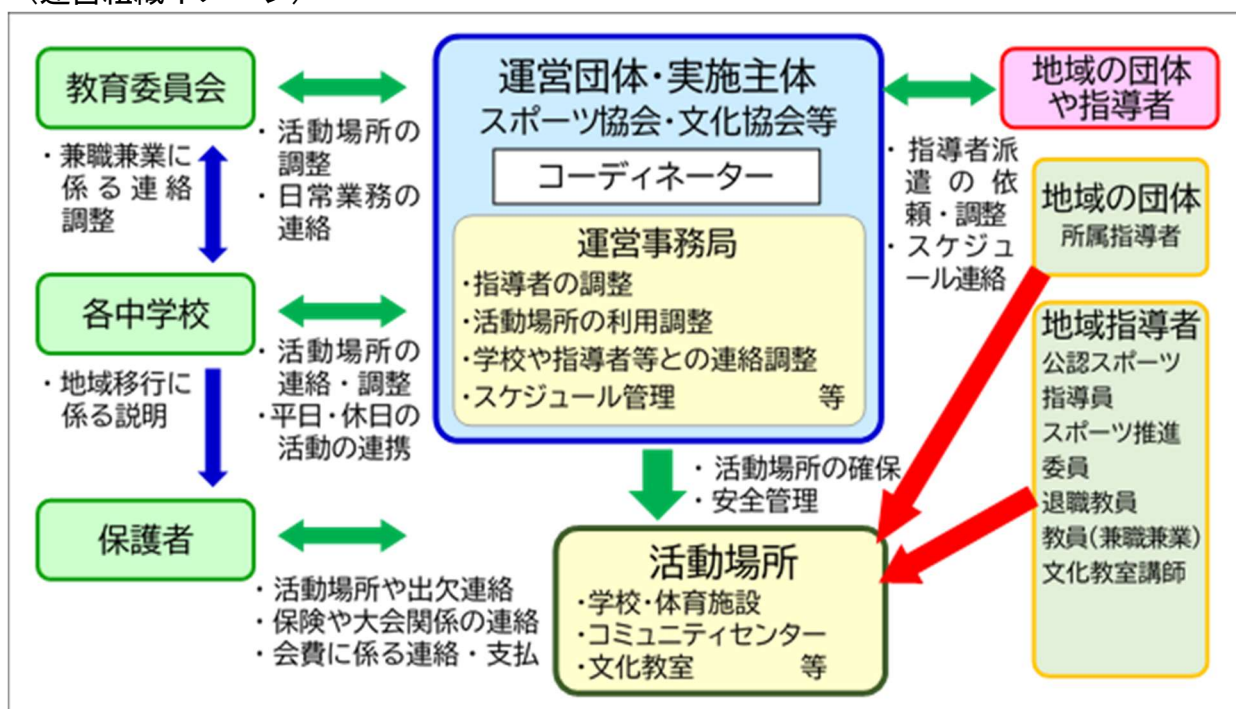 (運営組織イメージ)
教育委員会
・兼職兼業に
係る連絡
調整
各中学校
・地域移行に
係る説明
保護者
・活動場所の
調整
・日常業務の
連絡
・活動場所の
連絡・調整
・平日・休日の
活動の連携
・活動場所や出欠連絡
・保険や大会関係の連絡
・会費に係る連絡・支払
運営団体・実施主体
スポーツ協会・文化協会等
コーディネーター
運営事務局
・指導者の調整
・活動場所の利用調整
・学校や指導者等との連絡調整
・スケジュール管理 等
・活動場所の確保
・安全管理
活動場所
・学校・体育施設
・コミュニティセンター
・文化教室 等
地域の団体
や指導者
・指導者派
遣の依
頼・調整
・スケジュ
ール連絡
地域の団体
所属指導者
地域指導者
公認スポーツ
指導員
スポーツ推進
委員
退職教員
教員(兼職兼業)
文化教室講師